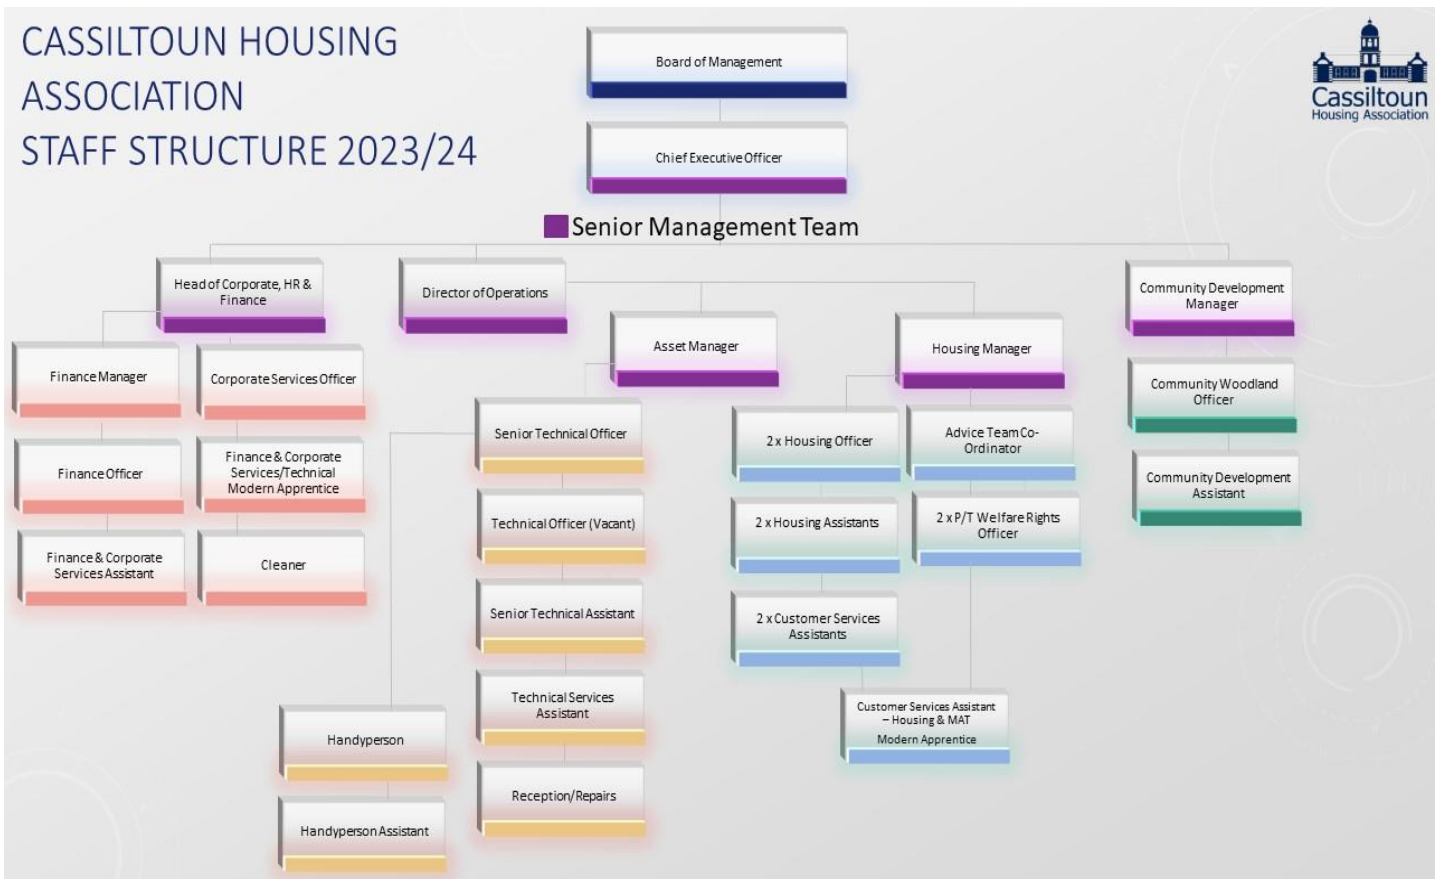 CASSILTOUN HOUSING
ASSOCIATION
STAFF STRUCTURE 2023/24
Board of Management
Cassiltoun
Housing Association
Chief Executive Officer
Senior Management Team
Head of Corporate, HR &
Finance
Director of Operations
Community Development
Manager
Asset Manager
Housing Manager
Finance Manager
Corporate Services Officer
Community Woodland
Officer
Senior Technical Officer
2 x Housing Officer
Advice Team Co-
Ordinator
Finance Officer
Finance & Corporate
Services/Technical
Modern Apprentice
Community Development
Assistant
Technical Officer (Vacant)
2 x Housing Assistants
2 x P/T Welfare Rights
Officer
Finance & Corporate
Services Assistant
Cleaner
Senior Technical Assistant
2 x Customer Services
Assistants
Technical Services
Assistant
Customer Services Assistant
– Housing & MAT
Modern Apprentice
Handyperson
Reception/Repairs
Handyperson Assistant